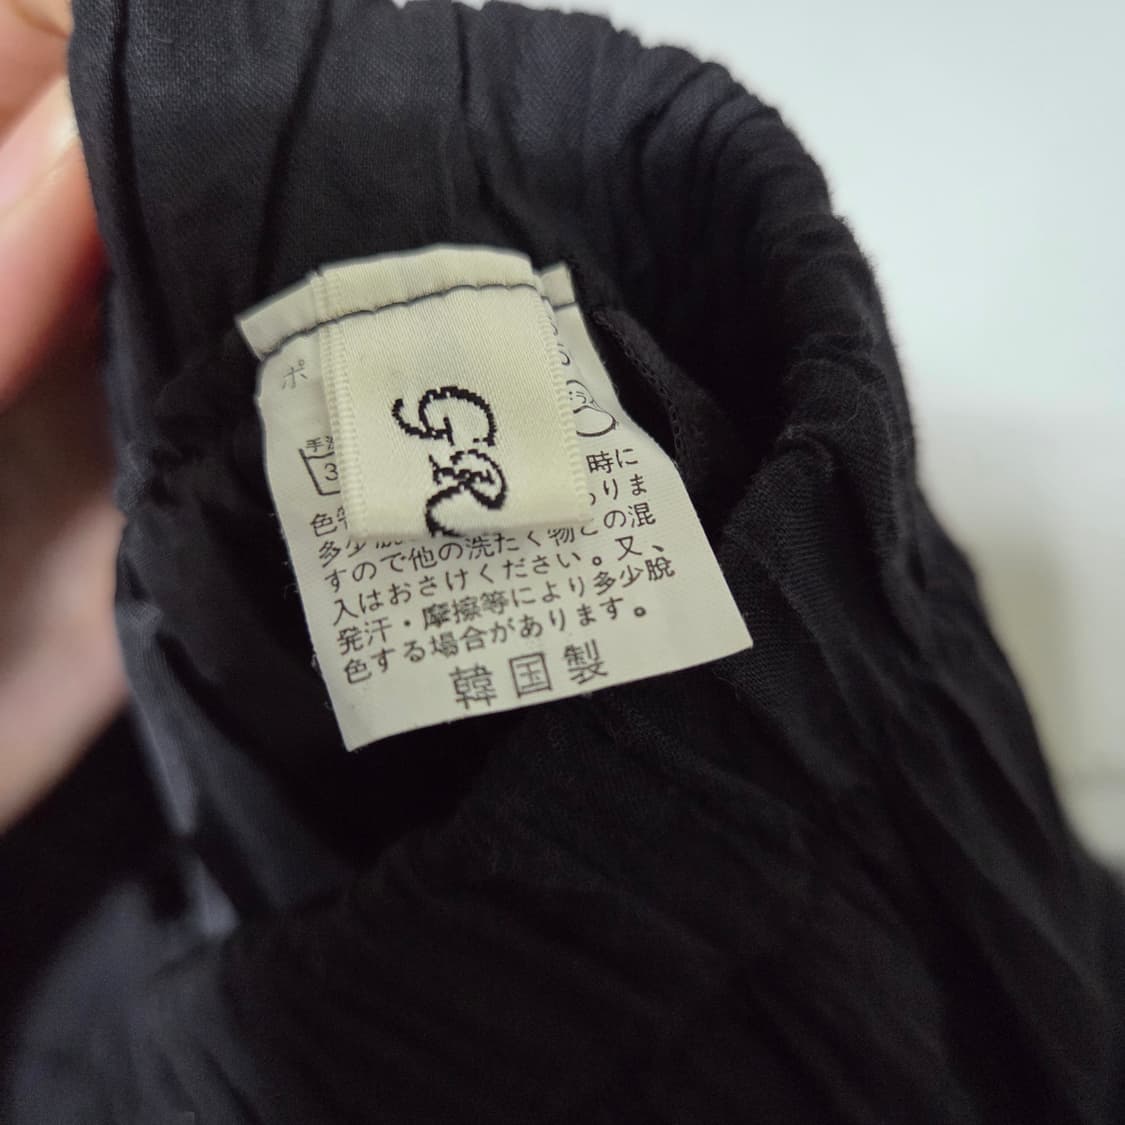 ポ
%
手洗
3
色
時に
多少
りま
すので他の洗たく物との混
入はおさけください。又、
発汗・摩擦等により多少脱
色する場合があります。
韓国製